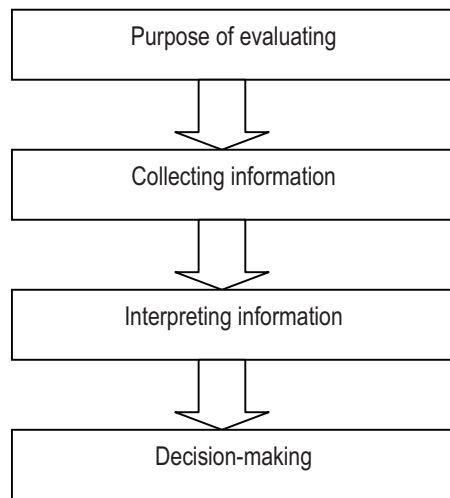 Purpose of evaluating
Collecting information
Interpreting information
Decision-making